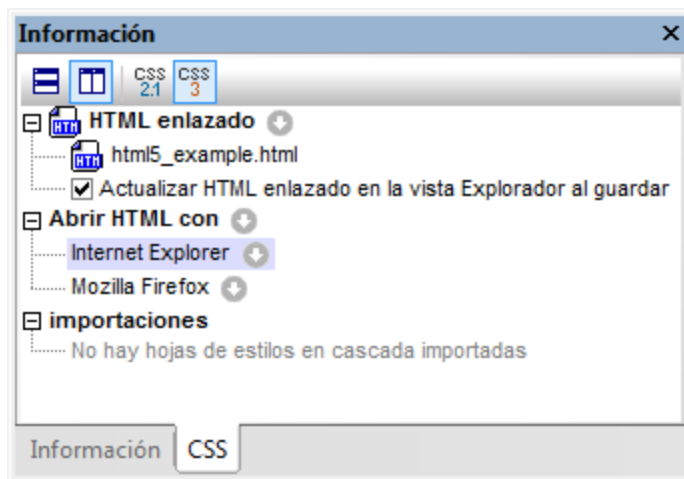 Información
CSS 2.1 CSS 3
HTML enlazado
HTM html5_example.html
Actualizar HTML enlazado en la vista Explorador al guardar
Abrir HTML con
Internet Explorer
Mozilla Firefox
importaciones
No hay hojas de estilos en cascada importadas
Información CSS